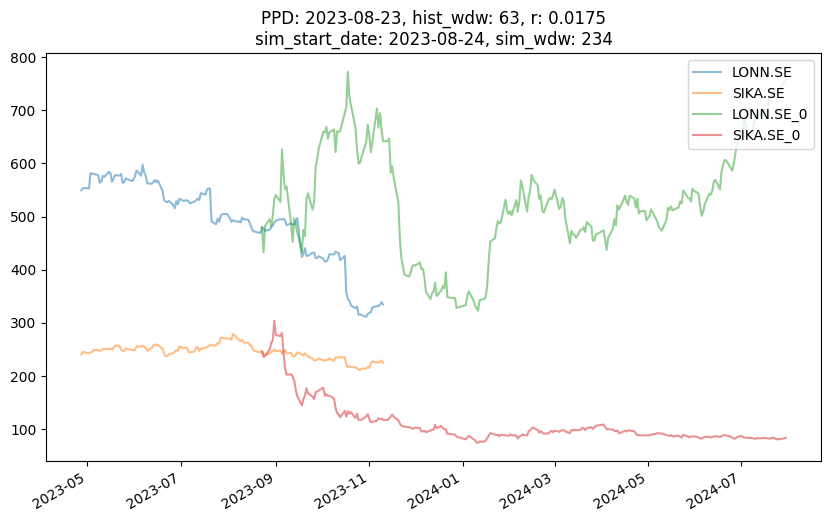 PPD: 2023-08-23, hist_wdw: 63, r: 0.0175
sim_start_date: 2023-08-24, sim_wdw: 234
800
700
600
500
400
300
200
100
LONN.SE
SIKA.SE
LONN.SE_0
SIKA.SE_0
2023-05
2023-07
2023-09
2023-11
2024-01
2024-03
2024-05
2024-07